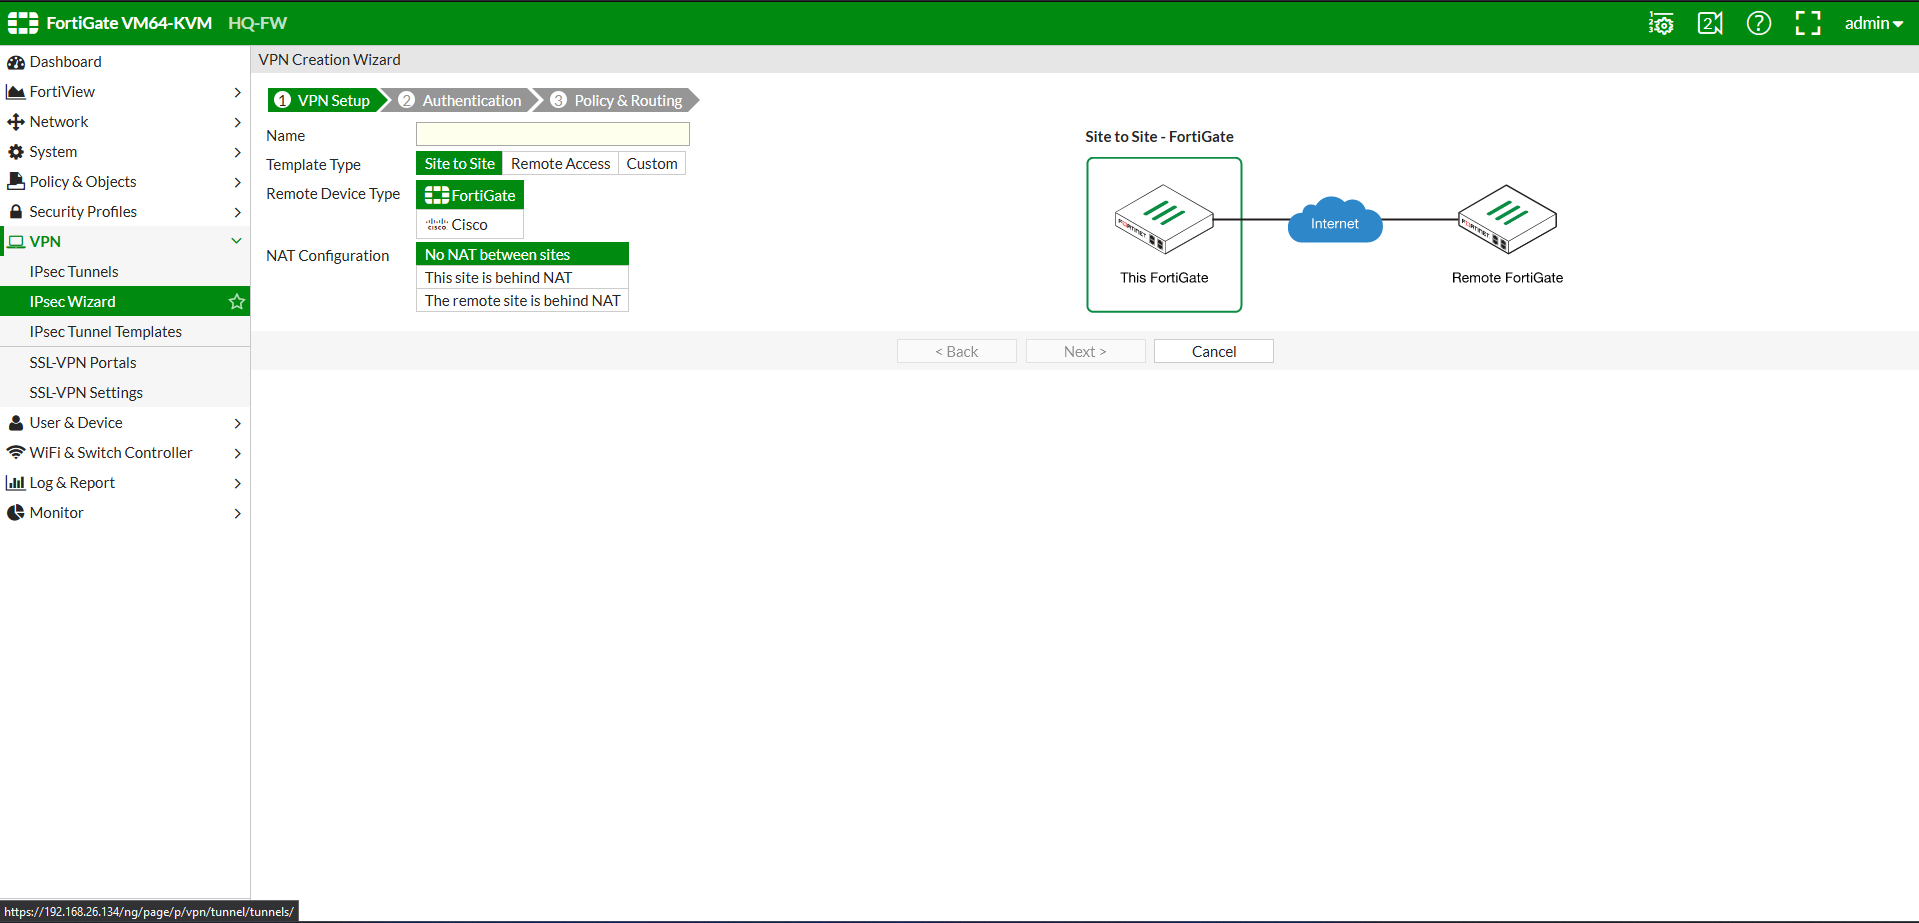 FortiGate VM64-KVM HQ-FW
2
admin
Dashboard
FortiView
Network
System
Policy & Objects
Security Profiles
VPN
IPsec Tunnels
IPsec Wizard
IPsec Tunnel Templates
SSL-VPN Portals
SSL-VPN Settings
User & Device
WiFi & Switch Controller
Log & Report
Monitor
VPN Creation Wizard
1 VPN Setup 2 Authentication 3 Policy & Routing
Name
Template Type Site to Site Remote Access Custom
Remote Device Type FortiGate
CISCO Cisco
NAT Configuration No NAT between sites
This site is behind NAT
The remote site is behind NAT
Site to Site - FortiGate
FORTINET Internet FORTINET
This FortiGate Remote FortiGate
< Back Next > Cancel
https://192.168.26.134/ng/page/p/vpn/tunnel/tunnels/